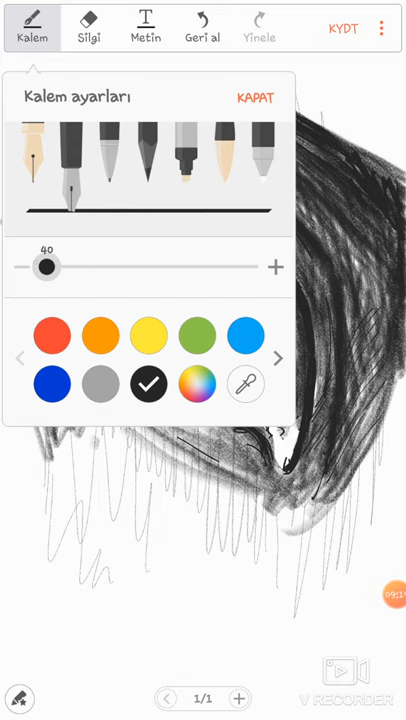 Kalem
Silgi
Metin
Geri al
Yinele
KYDT
Kalem ayarları
KAPAT
40
1/1
V RECORDER